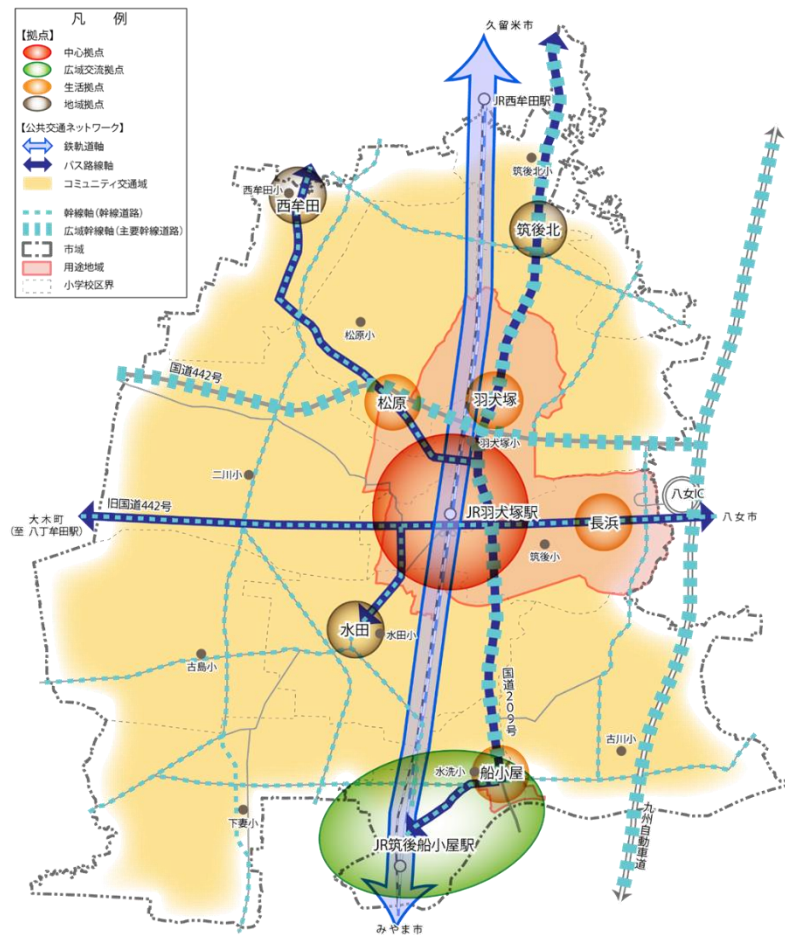 凡例
【拠点】
中心拠点
広域交流拠点
生活拠点
地域拠点
【公共交通ネットワーク】
鉄軌道軸
バス路線軸
コミュニティ交通域
幹線軸(幹線道路)
広域幹線軸(主要幹線道路)
市域
用途地域
小学校区界
久留米市
JR西牟田駅
筑後北小
西牟田小
西牟田
筑後北
松原小
国道442号
松原
羽犬塚
羽犬塚小
二川小
八女IC
旧国道442号
JR羽犬塚駅
長浜
大木町
(至 八丁牟田駅)
八女市
筑後小
水田
水田小
古島小
国道209号
古川小
水洗小
船小屋
下妻小
九州自動車道
JR筑後船小屋駅
みやま市